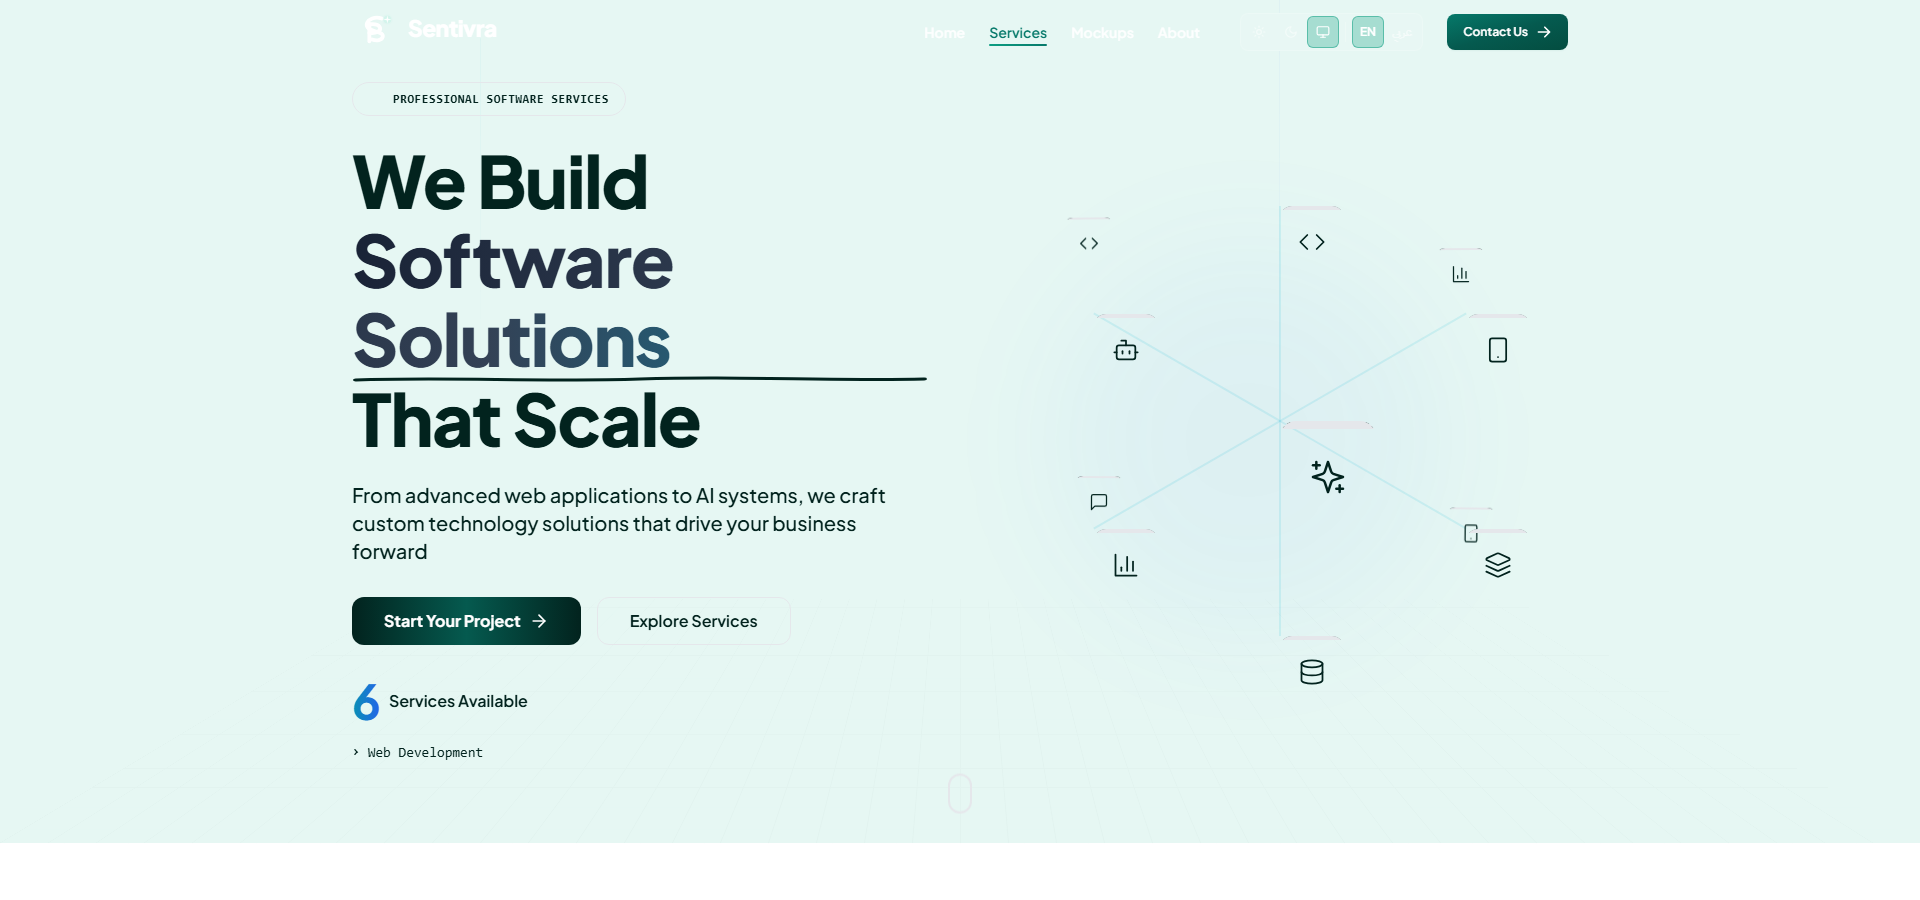 Sentivra
Home Services Mockups About EN عربي Contact Us
PROFESSIONAL SOFTWARE SERVICES
We Build
Software
Solutions
That Scale
From advanced web applications to AI systems, we craft
custom technology solutions that drive your business
forward
Start Your Project
Explore Services
6 Services Available
› Web Development